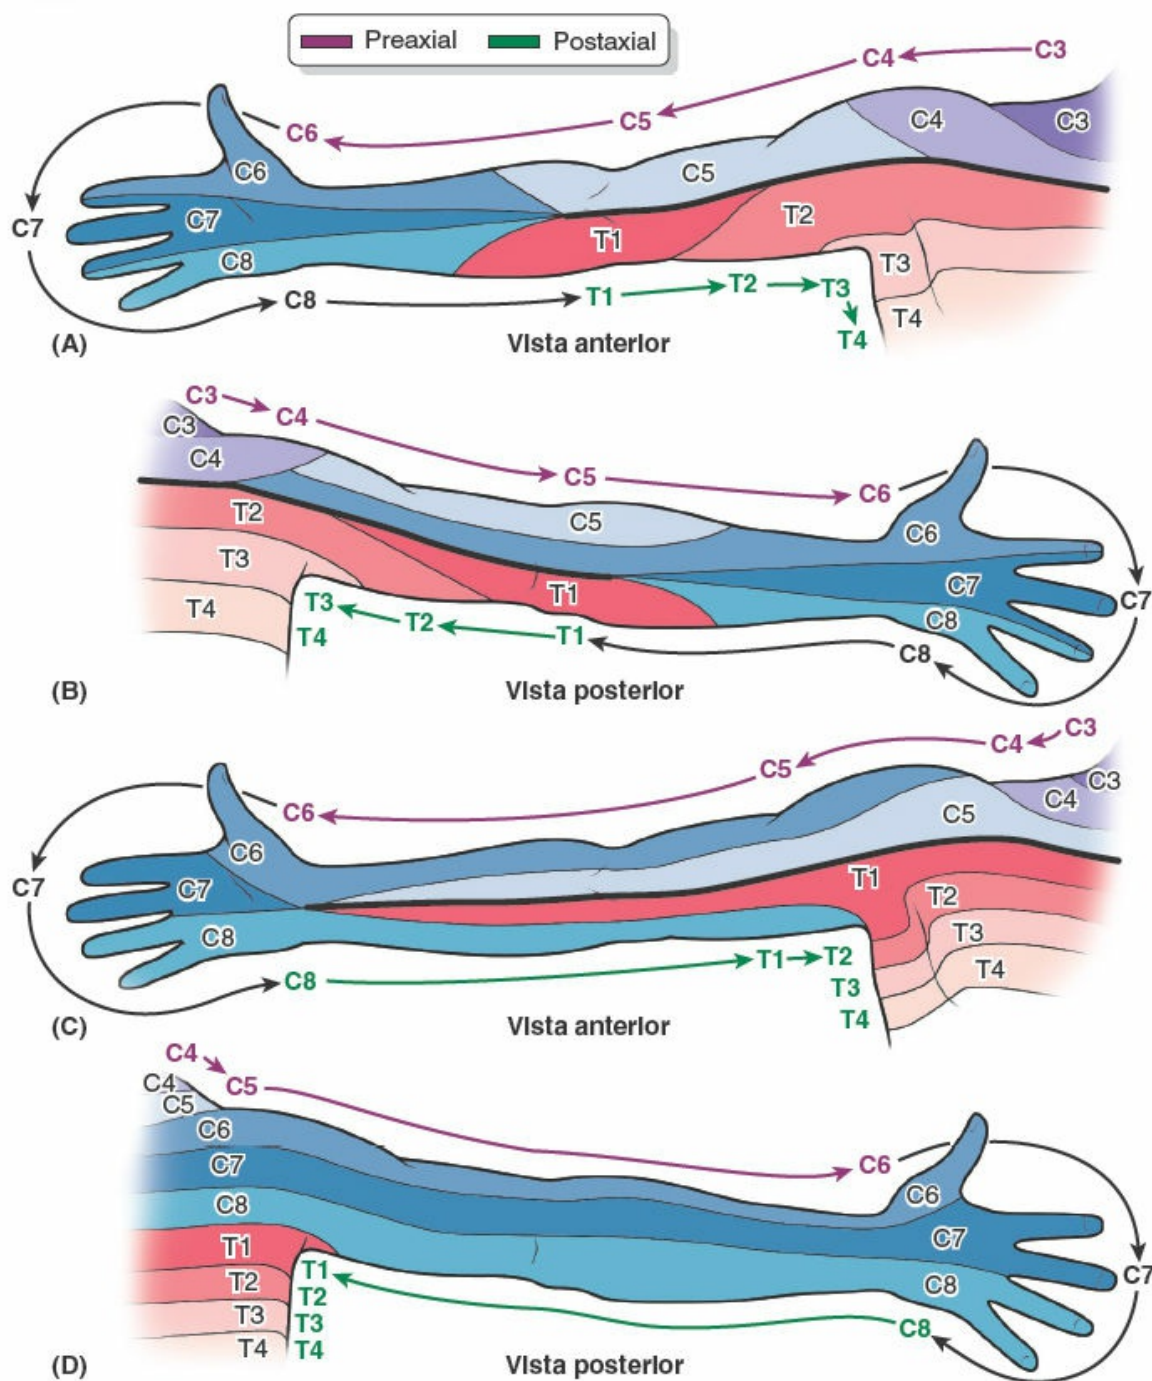 Preaxial Postaxial
C3
C4
C5
C6
C4
C3
C6
C5
C7
T2
C7
T1
C8
T3
C8
T1 T2 T3
T4
T4
(A) Vista anterior
C3
C4
C3
C4
C5
C6
T2
C5
C6
T3
T1
C7
T4
T3
T2
C8
C7
T4
T1
C8
(B) Vista posterior
C3
C4
C5
C3
C4
C6
C5
C6
T1
C7
C7
T2
C8
T3
C8
T1 T2
T4
T3
T4
(C) Vista anterior
C4
C4
C5
C5
C6
C6
C7
C6
C8
C7
T1
T1
C7
T2
C8
T2
T3
T3
C8
T4
T4
(D) Vista posterior